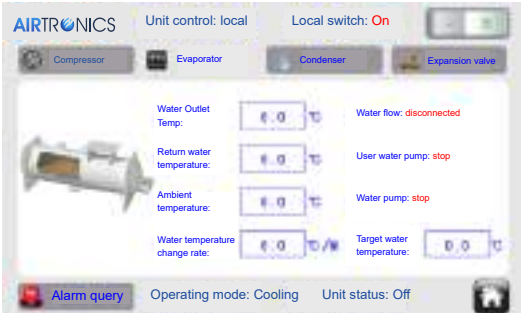 AIRTRONICS
Unit control: local
Local switch: On
Compressor
Evaporator
Condenser
Expansion valve
Water Outlet
Temp:
℃
Water flow: disconnected
Return water
temperature:
℃
User water pump: stop
Ambient
temperature:
℃
Water pump: stop
Water temperature
change rate:
℃/M
Target water
temperature:
0.0 ℃
Alarm query
Operating mode: Cooling
Unit status: Off